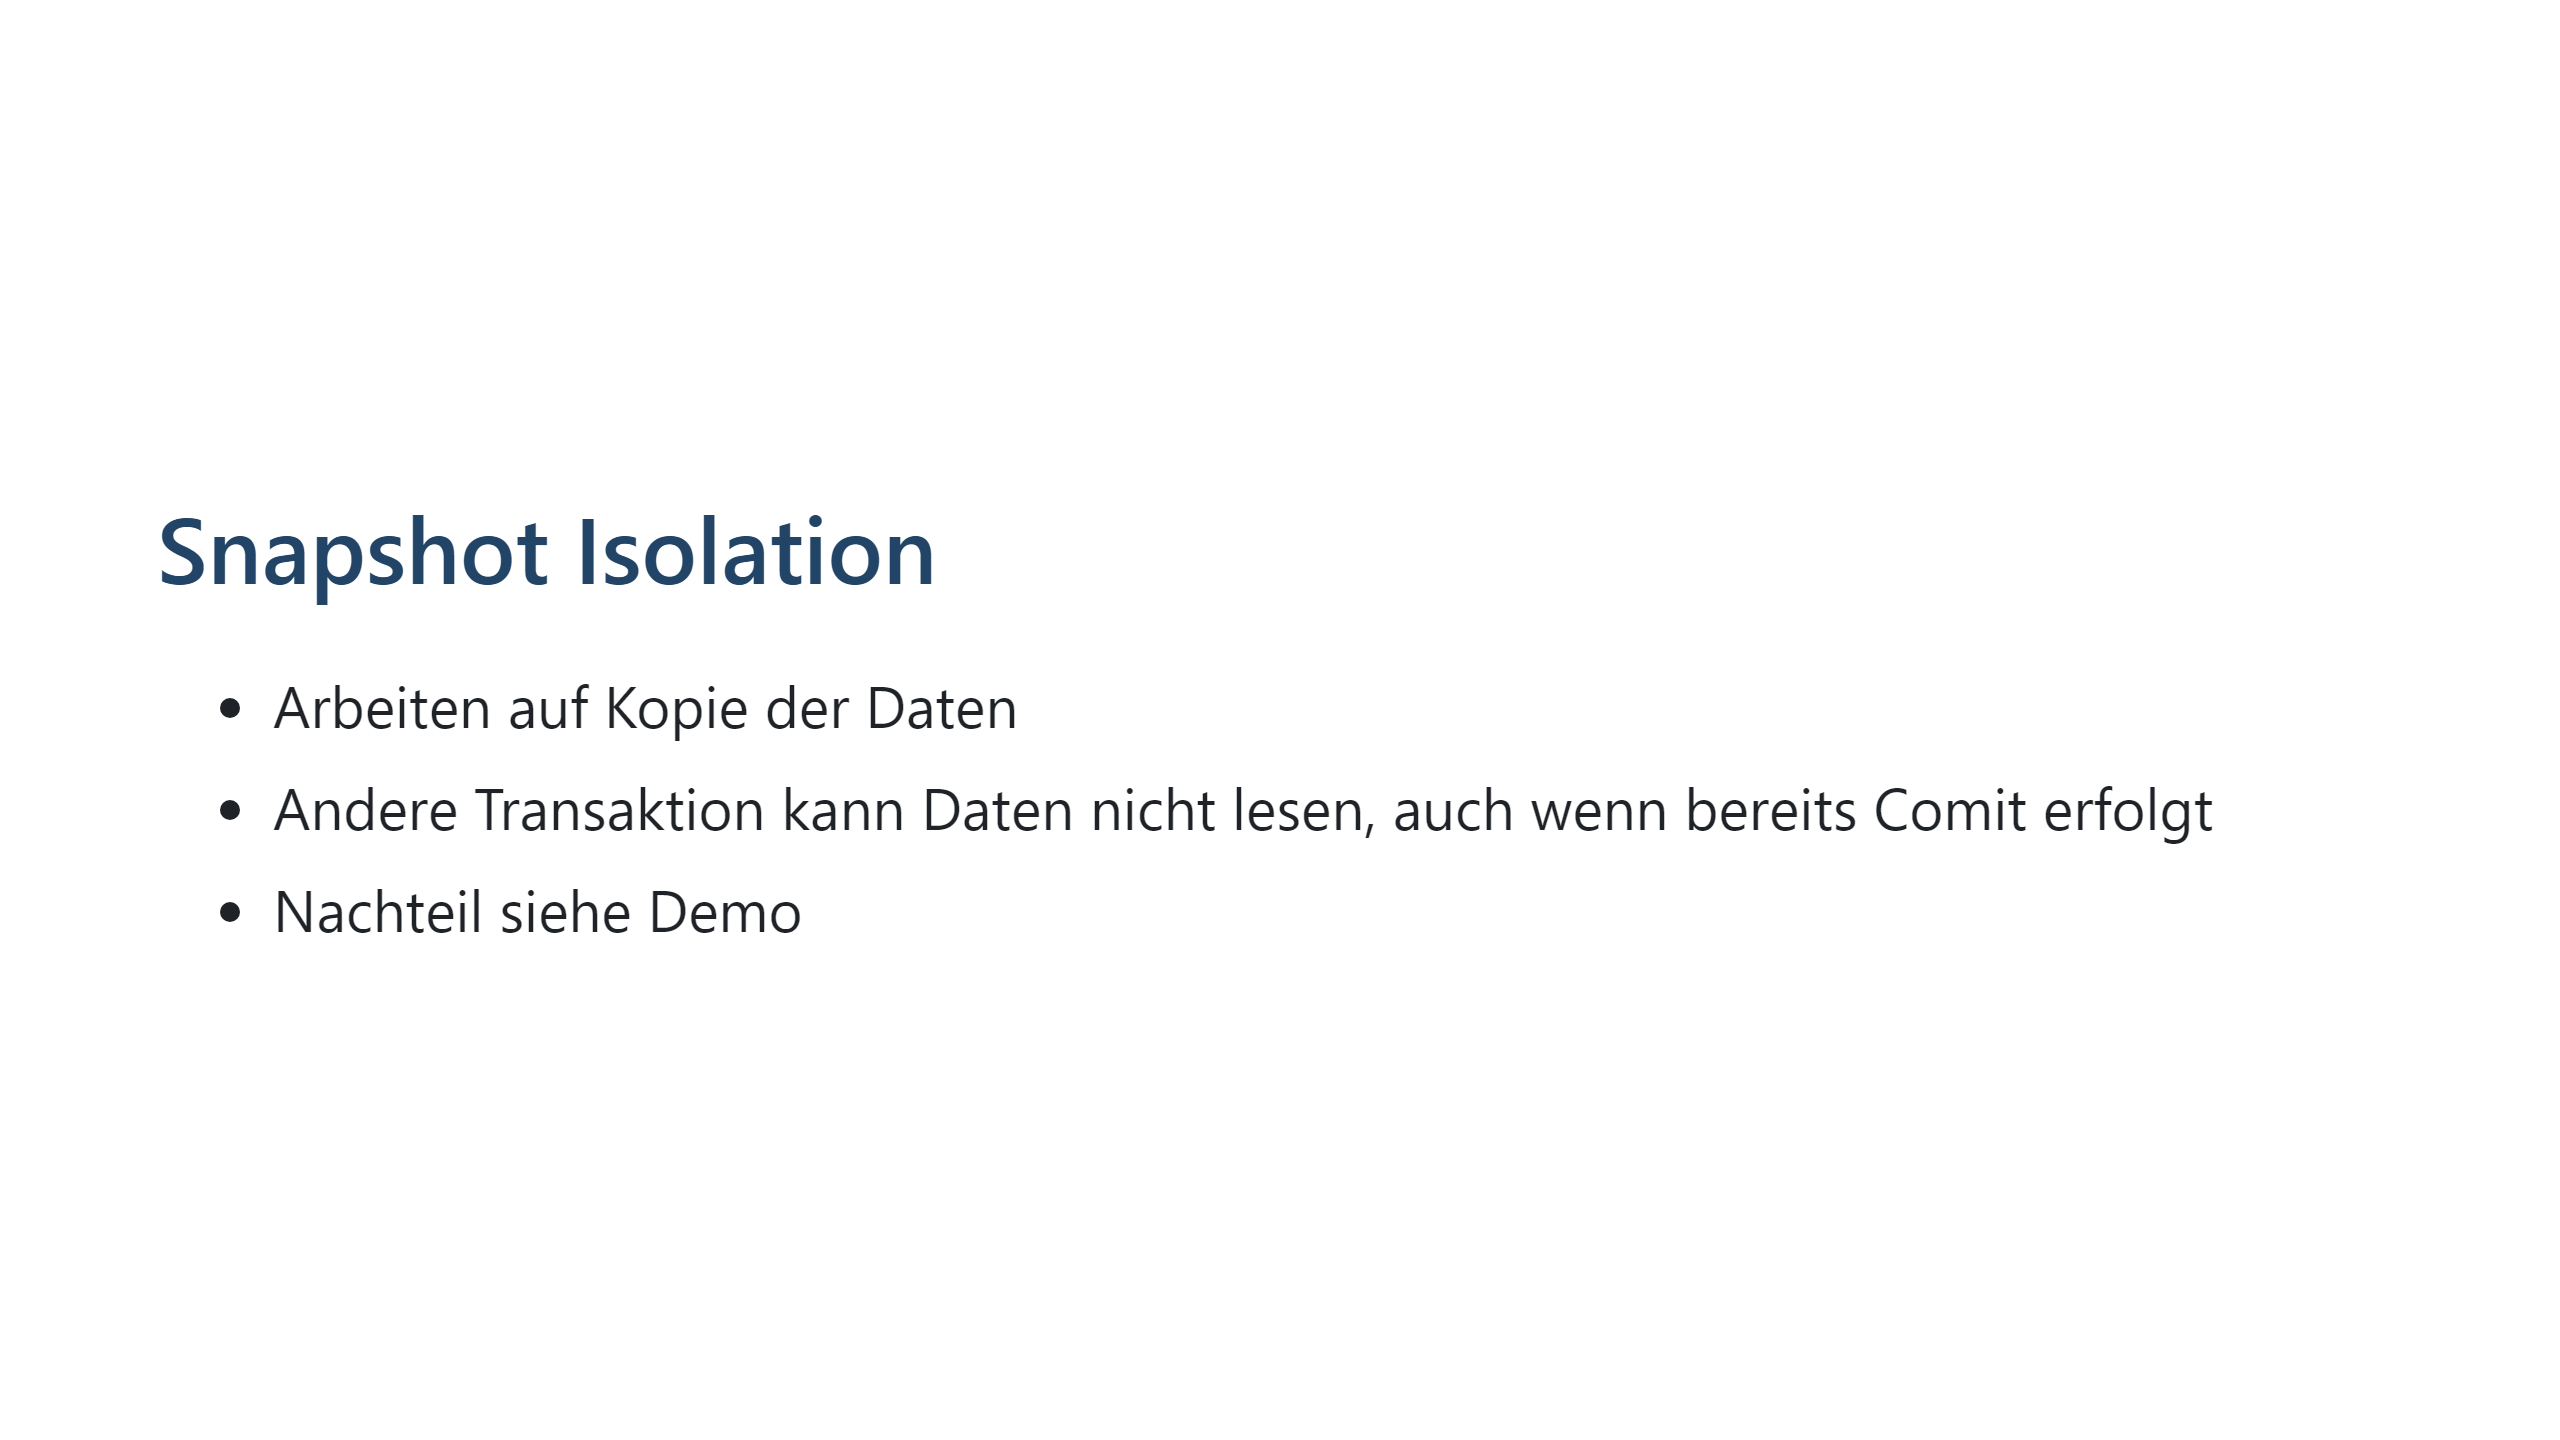 Snapshot Isolation
• Arbeiten auf Kopie der Daten
• Andere Transaktion kann Daten nicht lesen, auch wenn bereits Comit erfolgt
• Nachteil siehe Demo